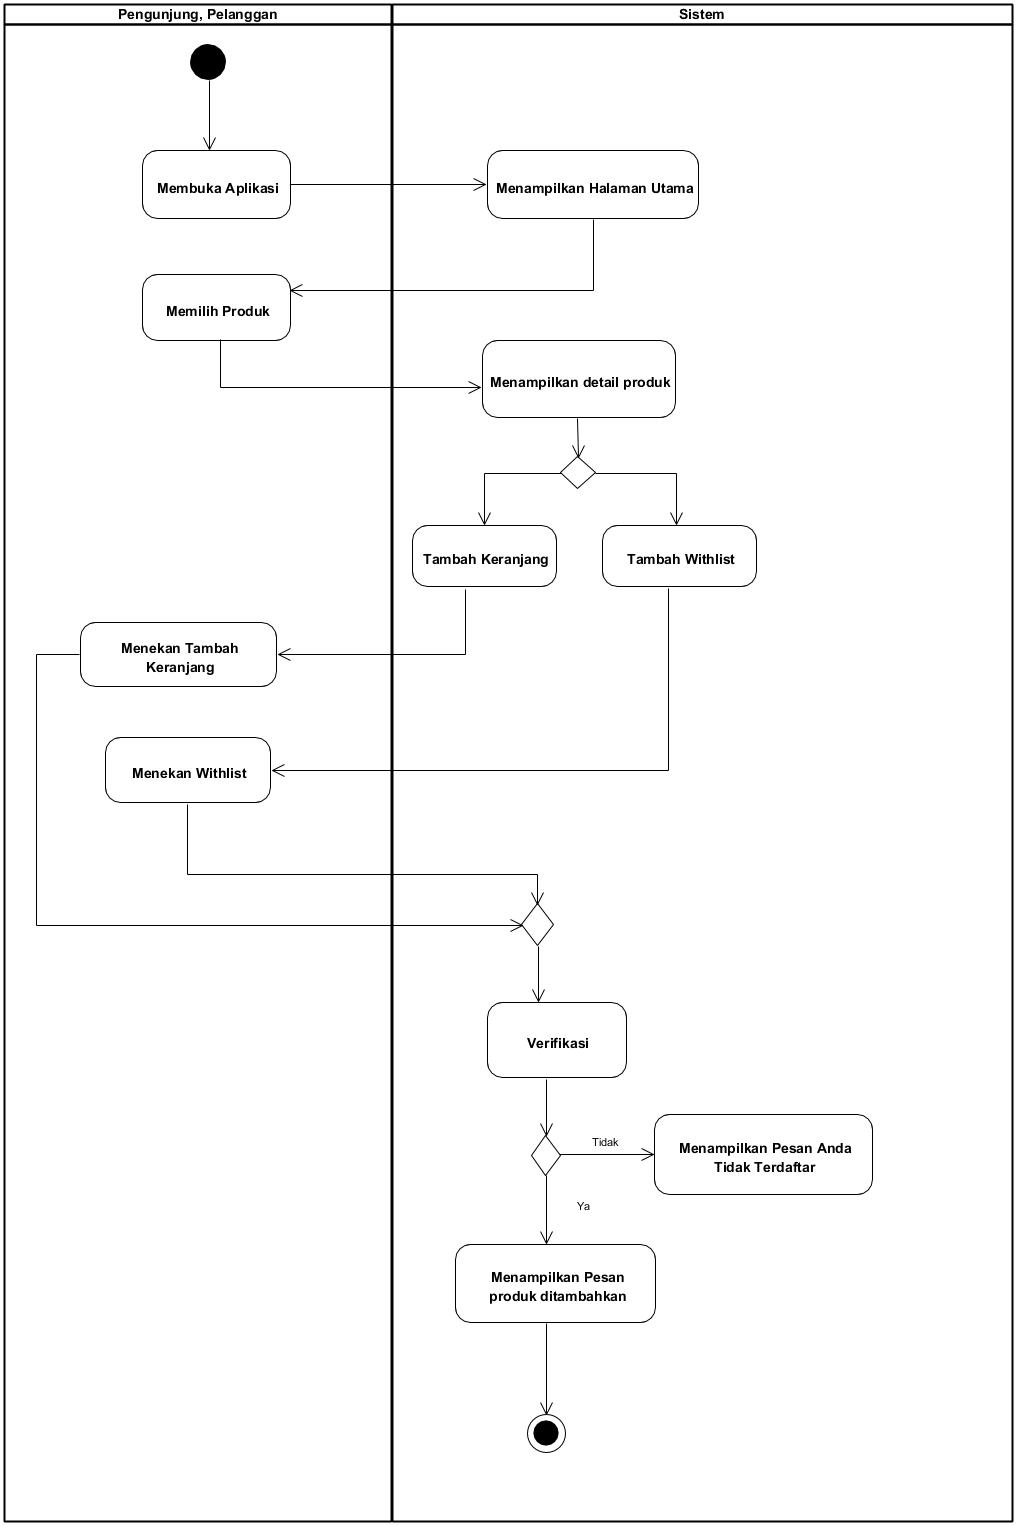 Pengunjung, Pelanggan
Sistem
Membuka Aplikasi
Menampilkan Halaman Utama
Memilih Produk
Menampilkan detail produk
Tambah Keranjang
Tambah Withlist
Menekan Tambah
Keranjang
Menekan Withlist
Verifikasi
Tidak
Menampilkan Pesan Anda
Tidak Terdaftar
Ya
Menampilkan Pesan
produk ditambahkan